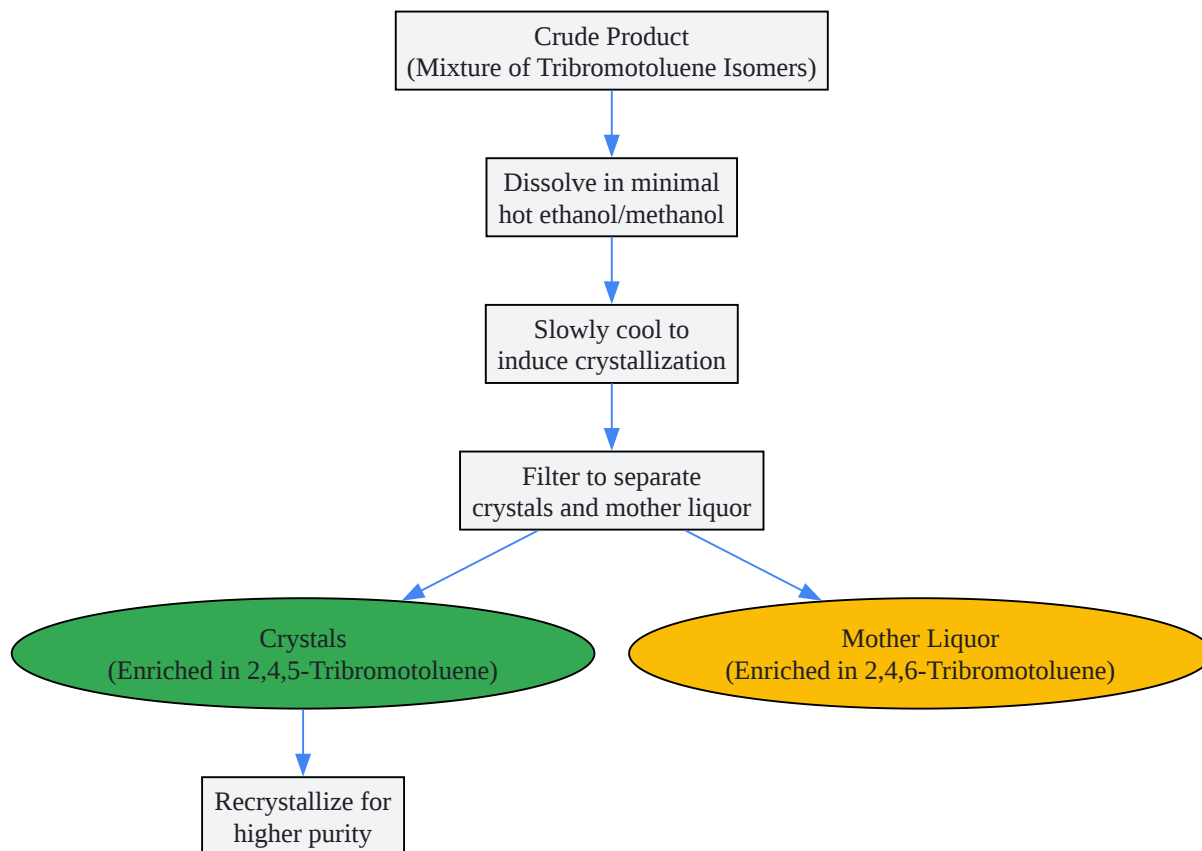 Crude Product
(Mixture of Tribromotoluene Isomers)
Dissolve in minimal
hot ethanol/methanol
Slowly cool to
induce crystallization
Filter to separate
crystals and mother liquor
Crystals
(Enriched in 2,4,5-Tribromotoluene)
Mother Liquor
(Enriched in 2,4,6-Tribromotoluene)
Recrystallize for
higher purity